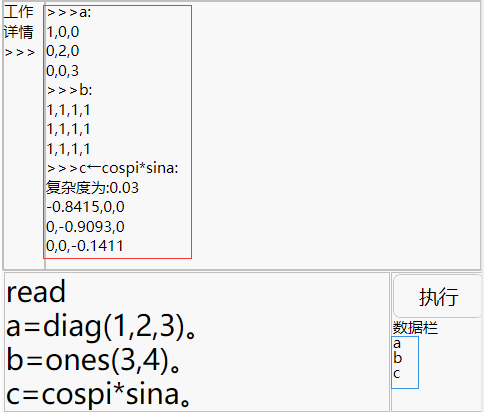 工作
详情
>>>
>>>a:
1,0,0
0,2,0
0,0,3
>>>b:
1,1,1,1
1,1,1,1
1,1,1,1
>>>c←cospi*sina:
复杂度为:0.03
-0.8415,0,0
0,-0.9093,0
0,0,-0.1411
read
a=diag(1,2,3)。
b=ones(3,4)。
c=cospi*sina。
执行
数据栏
a
b
c